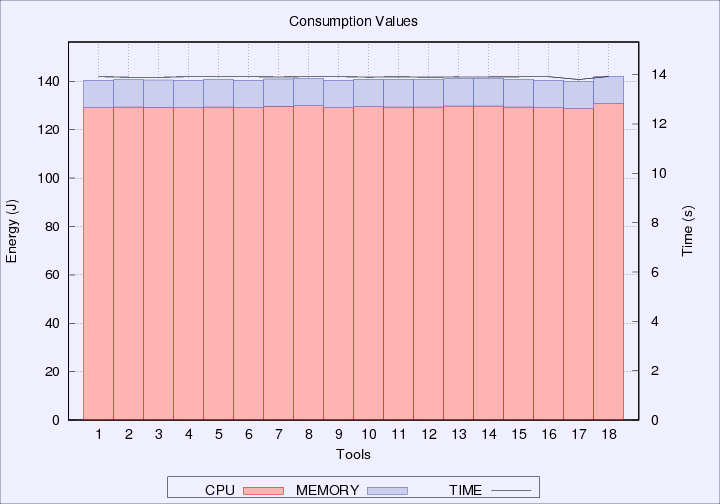 Consumption Values
Energy (J)
140
120
100
80
60
40
20
0
14
12
10
8
6
4
2
0
Time (s)
1 2 3 4 5 6 7 8 9 10 11 12 13 14 15 16 17 18
Tools
CPU MEMORY TIME